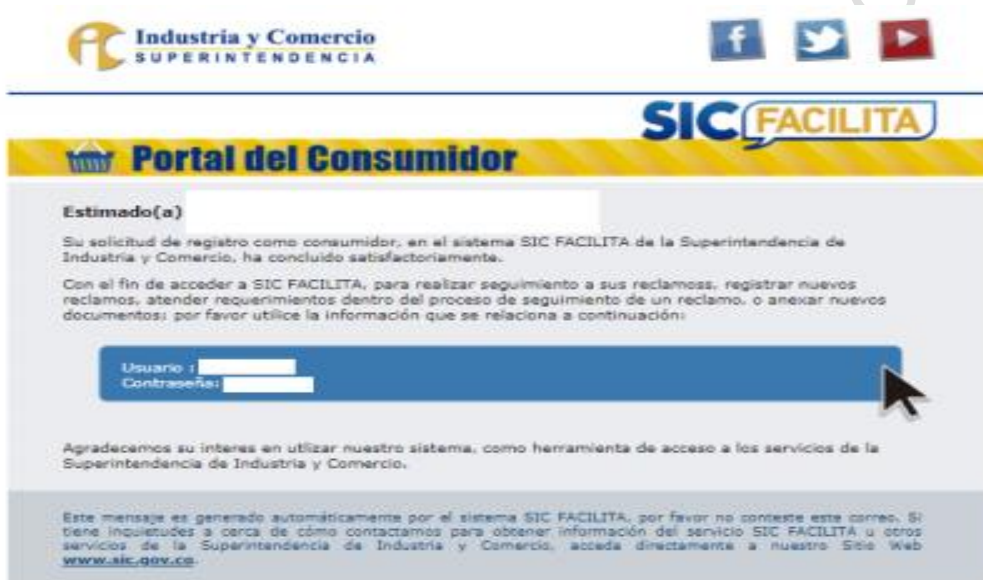 Industria y Comercio
SUPERINTENDENCIA
SIC FACILITA
Portal del Consumidor
Estimado(a)
Su solicitud de registro como consumidor, en el sistema SIC FACILITA de la Superintendencia de
Industria y Comercio, ha concluido satisfactoriamente.
Con el fin de acceder a SIC FACILITA, para realizar seguimiento a sus reclamoss, registrar nuevos
reclamos, atender requerimientos dentro del proceso de seguimiento de un reclamo, o anexar nuevos
documentos; por favor utilice la información que se relaciona a continuación:
Usuario :
Contraseña:
Agradecemos su interes en utlizar nuestro sistema, como herramienta de acceso a los servicios de la
Superintendencia de Industria y Comercio.
Este mensaje es generado automáticamente por el sistema SIC FACILITA, por favor no conteste este correo. Si
tiene inquietudes a cerca de cómo contactarnos para obtener información del servicio SIC FACILITA u otros
servicios de la Superintendencia de Industria y Comercio, acceda directamente a nuestro Sitio Web
www.sic.gov.co.